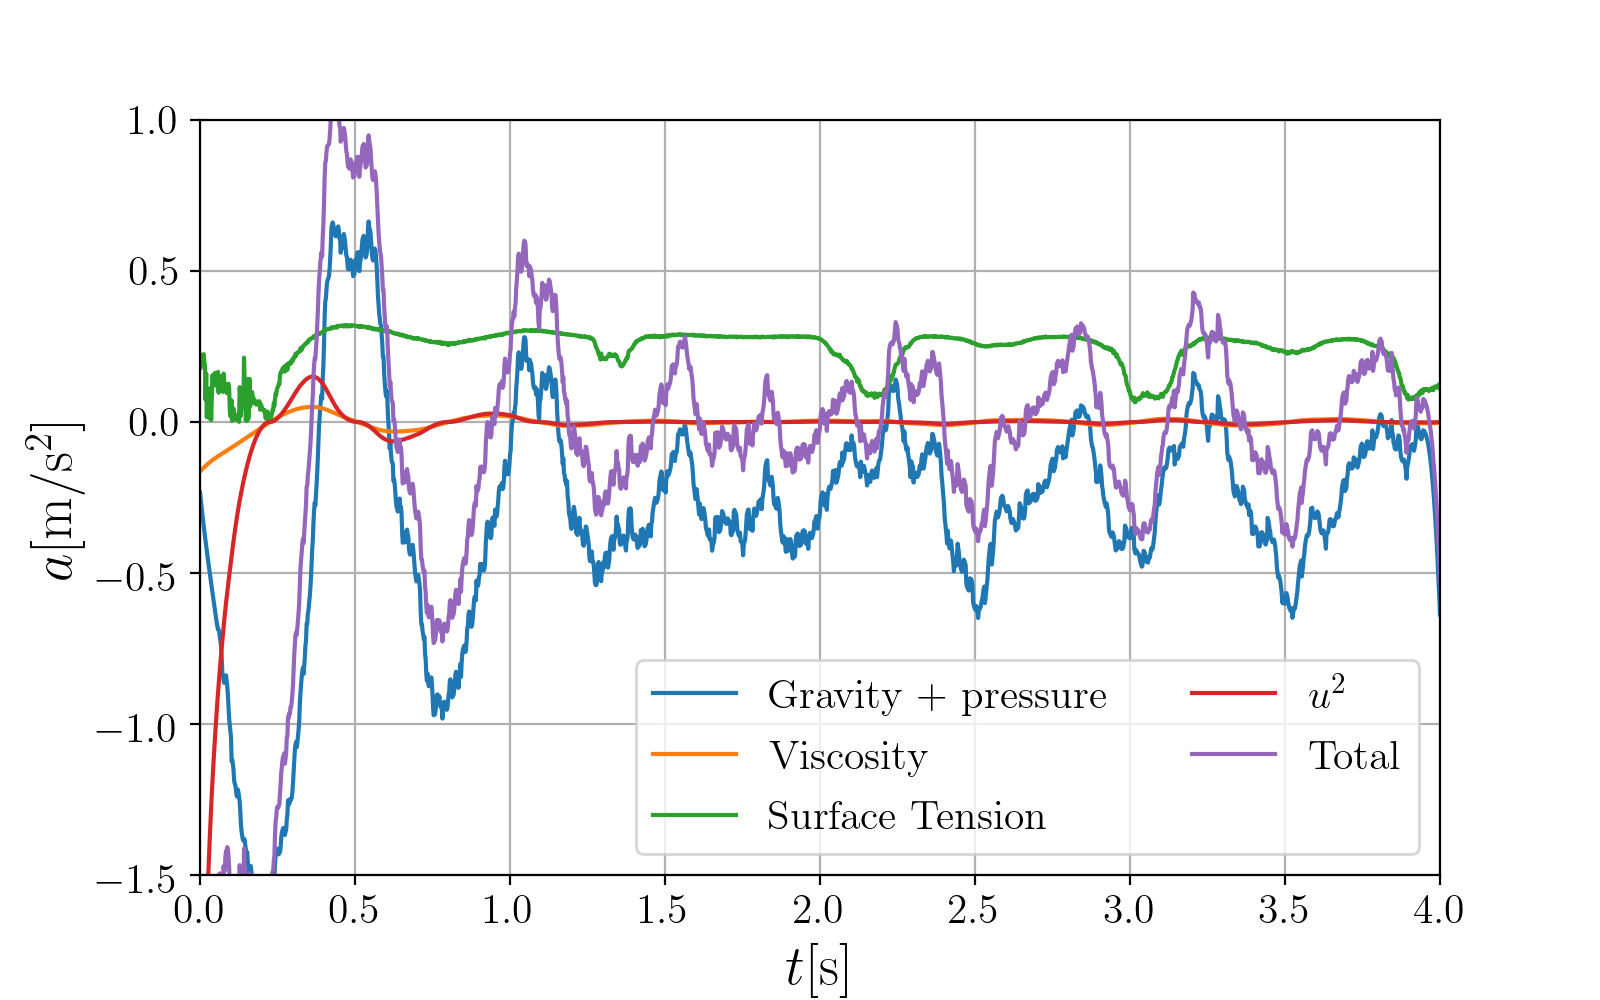 1.0
0.5
0.0
−0.5
−1.0
−1.5
a[m/s²]
0.0 0.5 1.0 1.5 2.0 2.5 3.0 3.5 4.0
t[s]
Gravity + pressure
Viscosity
Surface Tension
u²
Total